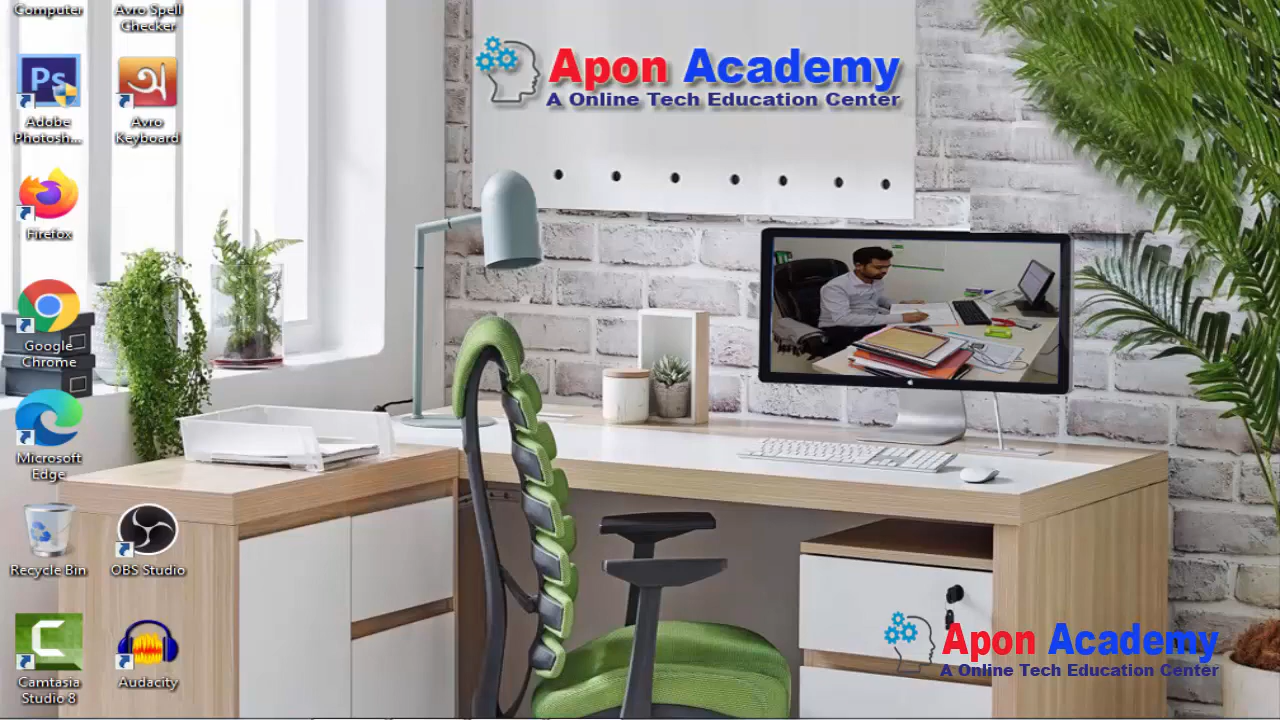 Computer
Avro Spell
Checker
Apon Academy
A Online Tech Education Center
Ps
অ
Adobe
Photosh...
Avro
Keyboard
Firefox
Google
Chrome
Microsoft
Edge
Recycle Bin
OBS Studio
C
Camtasia
Studio 8
Audacity
Apon Academy
A Online Tech Education Center